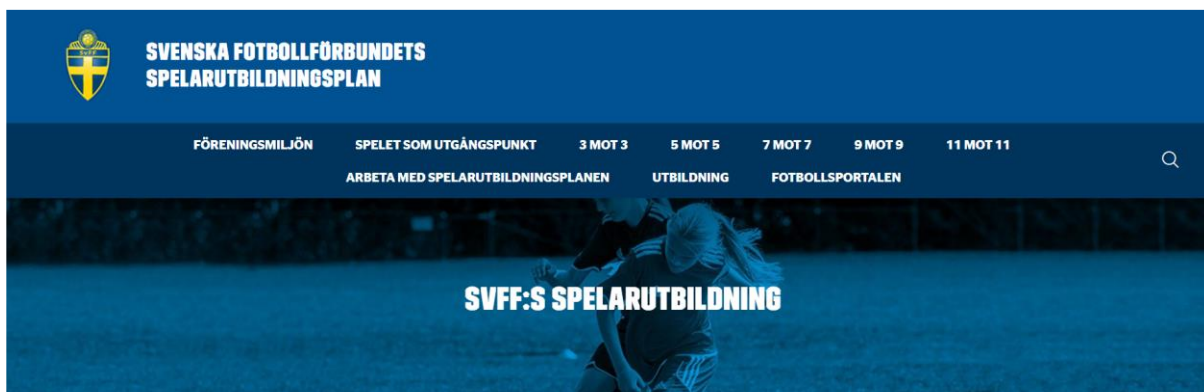 SVFF
SVENSKA FOTBOLLFÖRBUNDETS
SPELARUTBILDNINGSPLAN
FÖRENINGSMILJÖN SPELET SOM UTGÅNGSPUNKT 3 MOT 3 5 MOT 5 7 MOT 7 9 MOT 9 11 MOT 11
ARBETA MED SPELARUTBILDNINGSPLANEN UTBILDNING FOTBOLLSPORTALEN
SVFF:S SPELARUTBILDNING